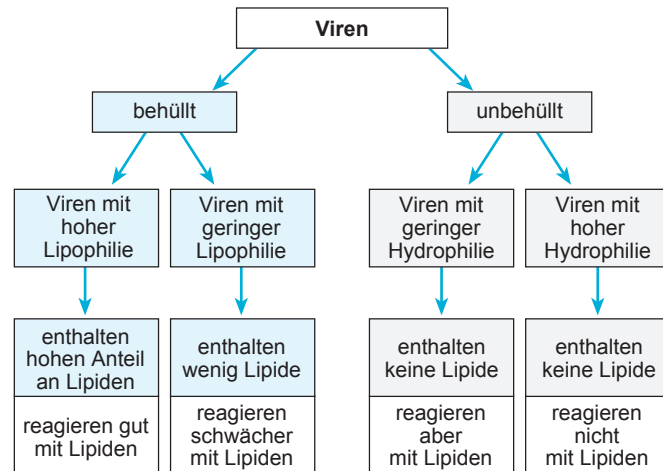 Viren
behüllt
unbehüllt
Viren mit
hoher
Lipophilie
Viren mit
geringer
Lipophilie
Viren mit
geringer
Hydrophilie
Viren mit
hoher
Hydrophilie
enthalten
hohen Anteil
an Lipiden
enthalten
wenig Lipide
enthalten
keine Lipide
enthalten
keine Lipide
reagieren gut
mit Lipiden
reagieren
schwächer
mit Lipiden
reagieren
aber
mit Lipiden
reagieren
nicht
mit Lipiden